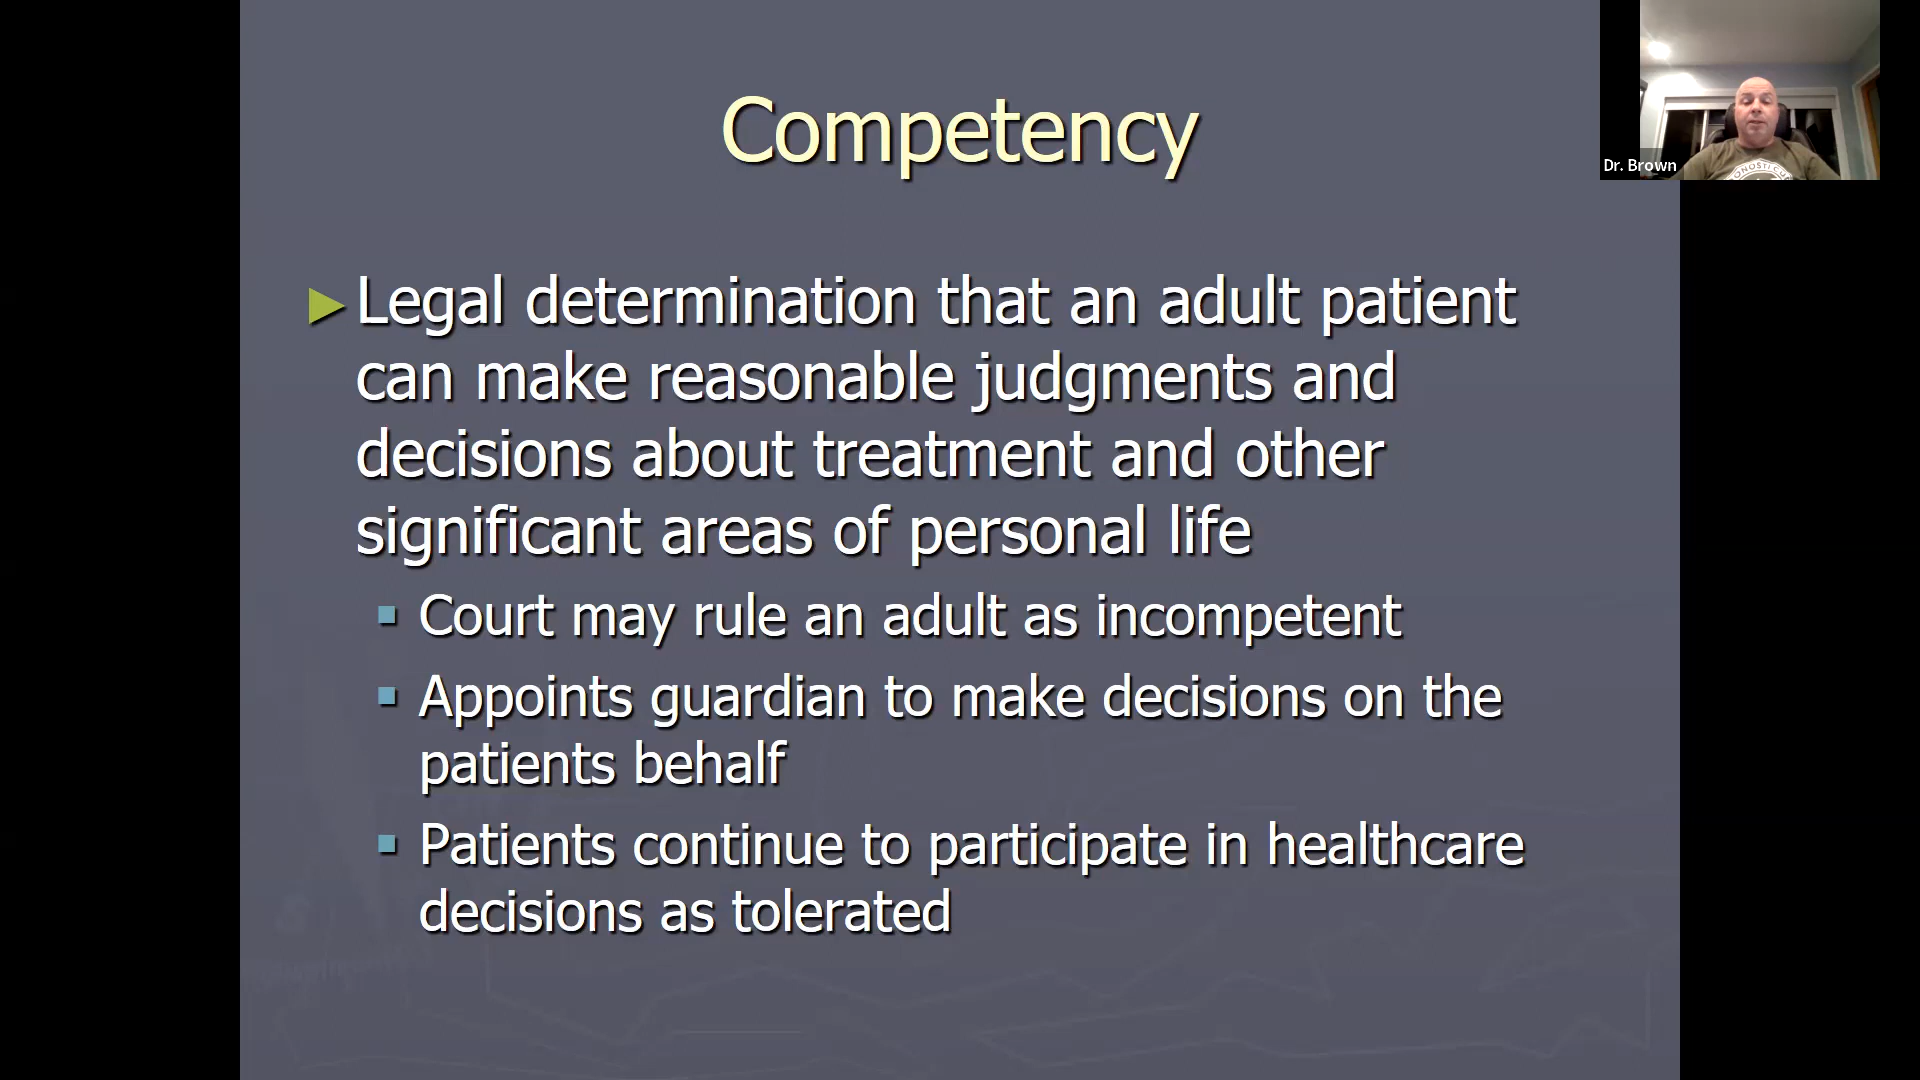 Competency
Dr. Brown
► Legal determination that an adult patient
can make reasonable judgments and
decisions about treatment and other
significant areas of personal life
▪ Court may rule an adult as incompetent
▪ Appoints guardian to make decisions on the
patients behalf
▪ Patients continue to participate in healthcare
decisions as tolerated